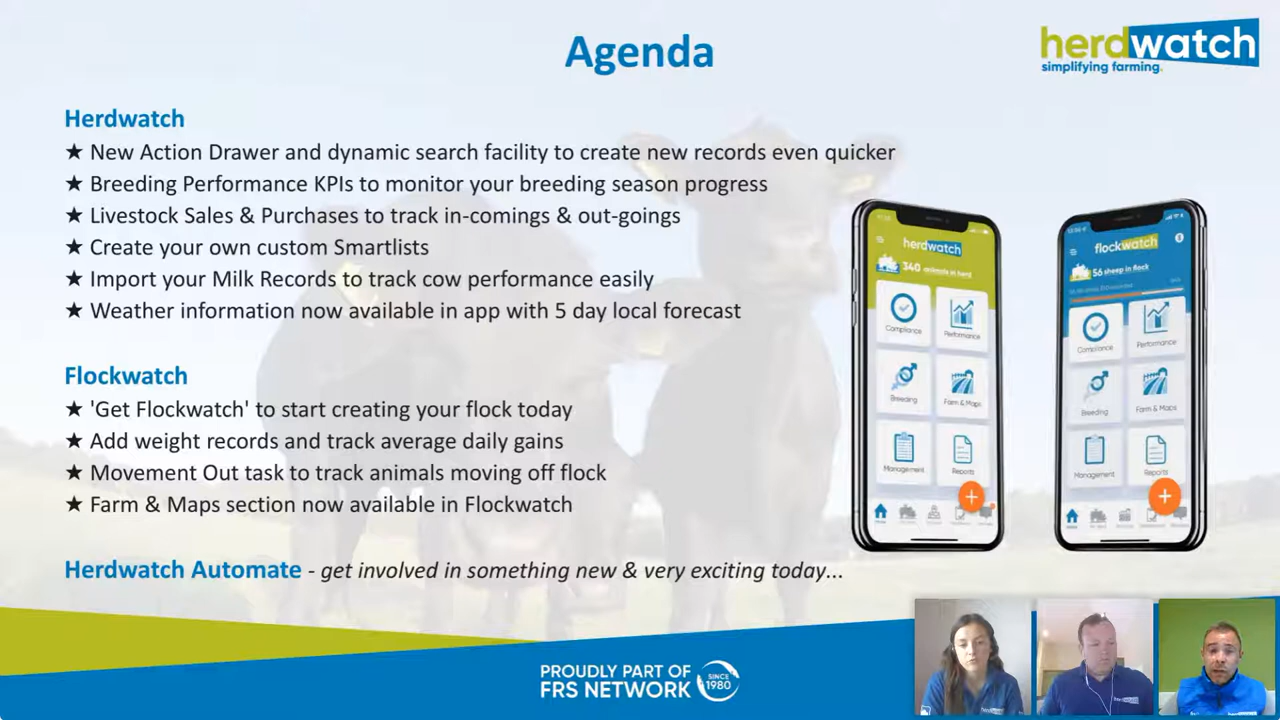 Agenda
herdwatch
simplifying farming.
Herdwatch
★ New Action Drawer and dynamic search facility to create new records even quicker
★ Breeding Performance KPIs to monitor your breeding season progress
★ Livestock Sales & Purchases to track in-comings & out-goings
★ Create your own custom Smartlists
★ Import your Milk Records to track cow performance easily
★ Weather information now available in app with 5 day local forecast
Flockwatch
★ 'Get Flockwatch' to start creating your flock today
★ Add weight records and track average daily gains
★ Movement Out task to track animals moving off flock
★ Farm & Maps section now available in Flockwatch
Herdwatch Automate - get involved in something new & very exciting today...
herdwatch
340 animals in herd
Compliance
Performance
Breeding
Farm & Maps
Management
Reports
flockwatch
56 sheep in flock
Compliance
Performance
Breeding
Farm & Maps
Management
Reports
PROUDLY PART OF
FRS NETWORK
SINCE
1980
herdwatch